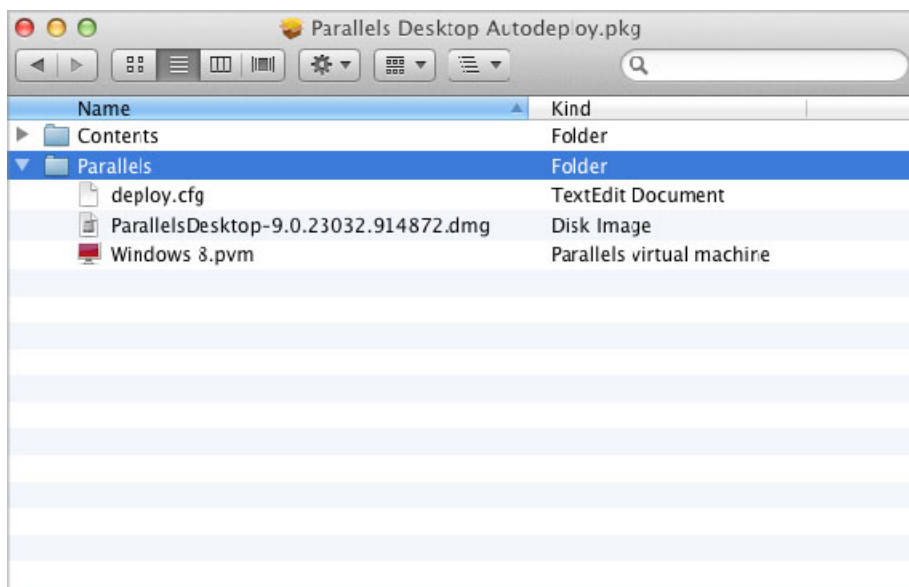 Parallels Desktop Autodeploy.pkg
Name Kind
Contents Folder
Parallels Folder
deploy.cfg TextEdit Document
ParallelsDesktop-9.0.23032.914872.dmg Disk Image
Windows 8.pvm Parallels virtual machine